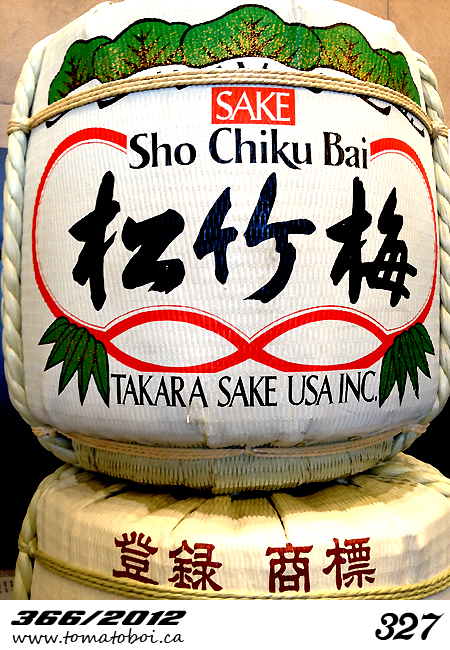 SAKE
Sho Chiku Bai
松竹梅
TAKARA SAKE USA INC.
登録 商標
366/2012
www.tomatoboi.ca
327